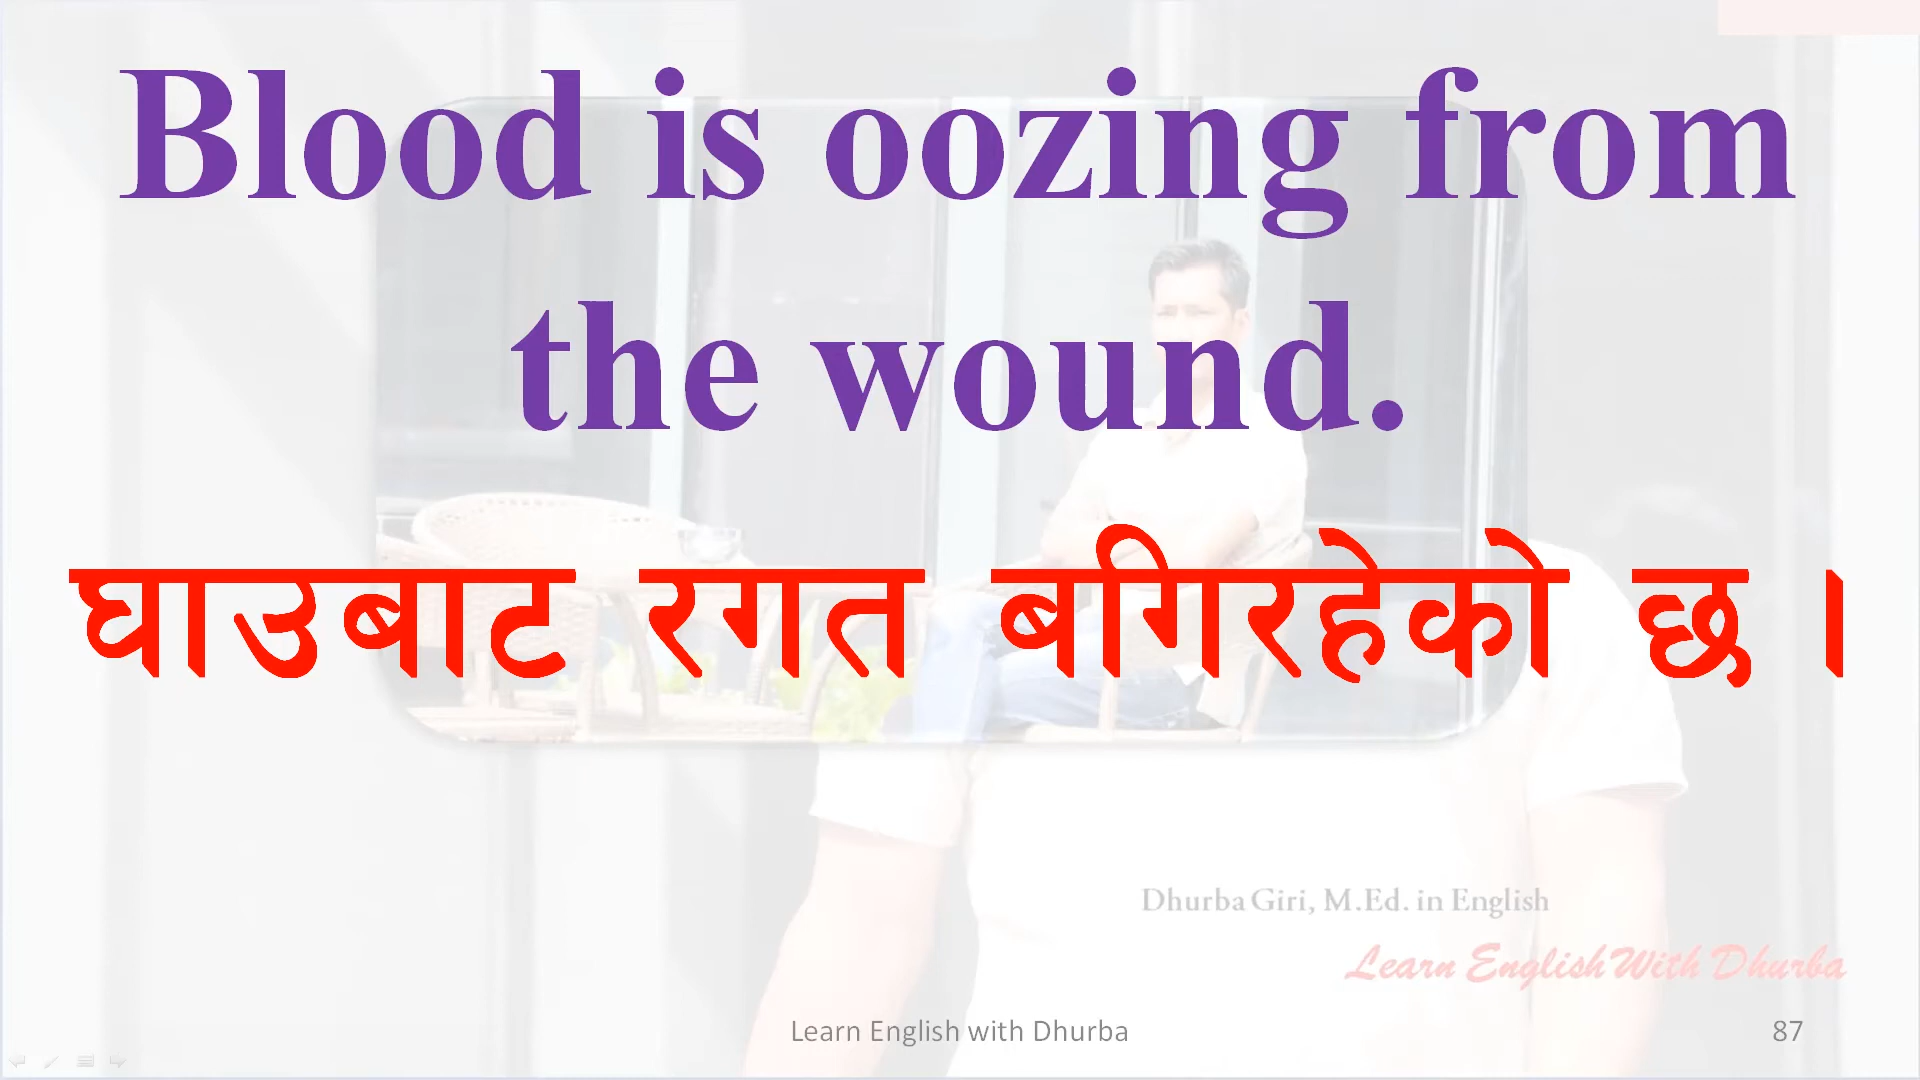 Blood is oozing from
the wound.
घाउबाट रगत बगिरहेको छ ।
Dhurba Giri, M.Ed. in English
Learn English With Dhurba
Learn English with Dhurba
87